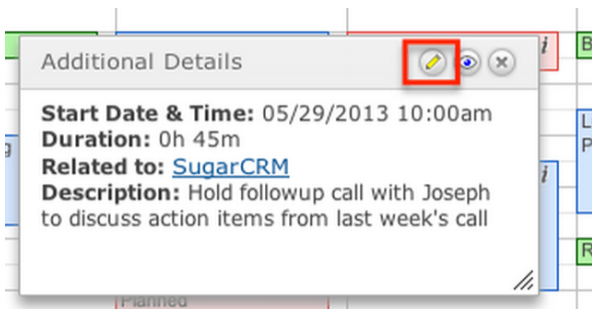 Additional Details
Start Date & Time: 05/29/2013 10:00am
Duration: 0h 45m
Related to: SugarCRM
Description: Hold followup call with Joseph
to discuss action items from last week's call
i
B
L
P
g
i
R
Planned